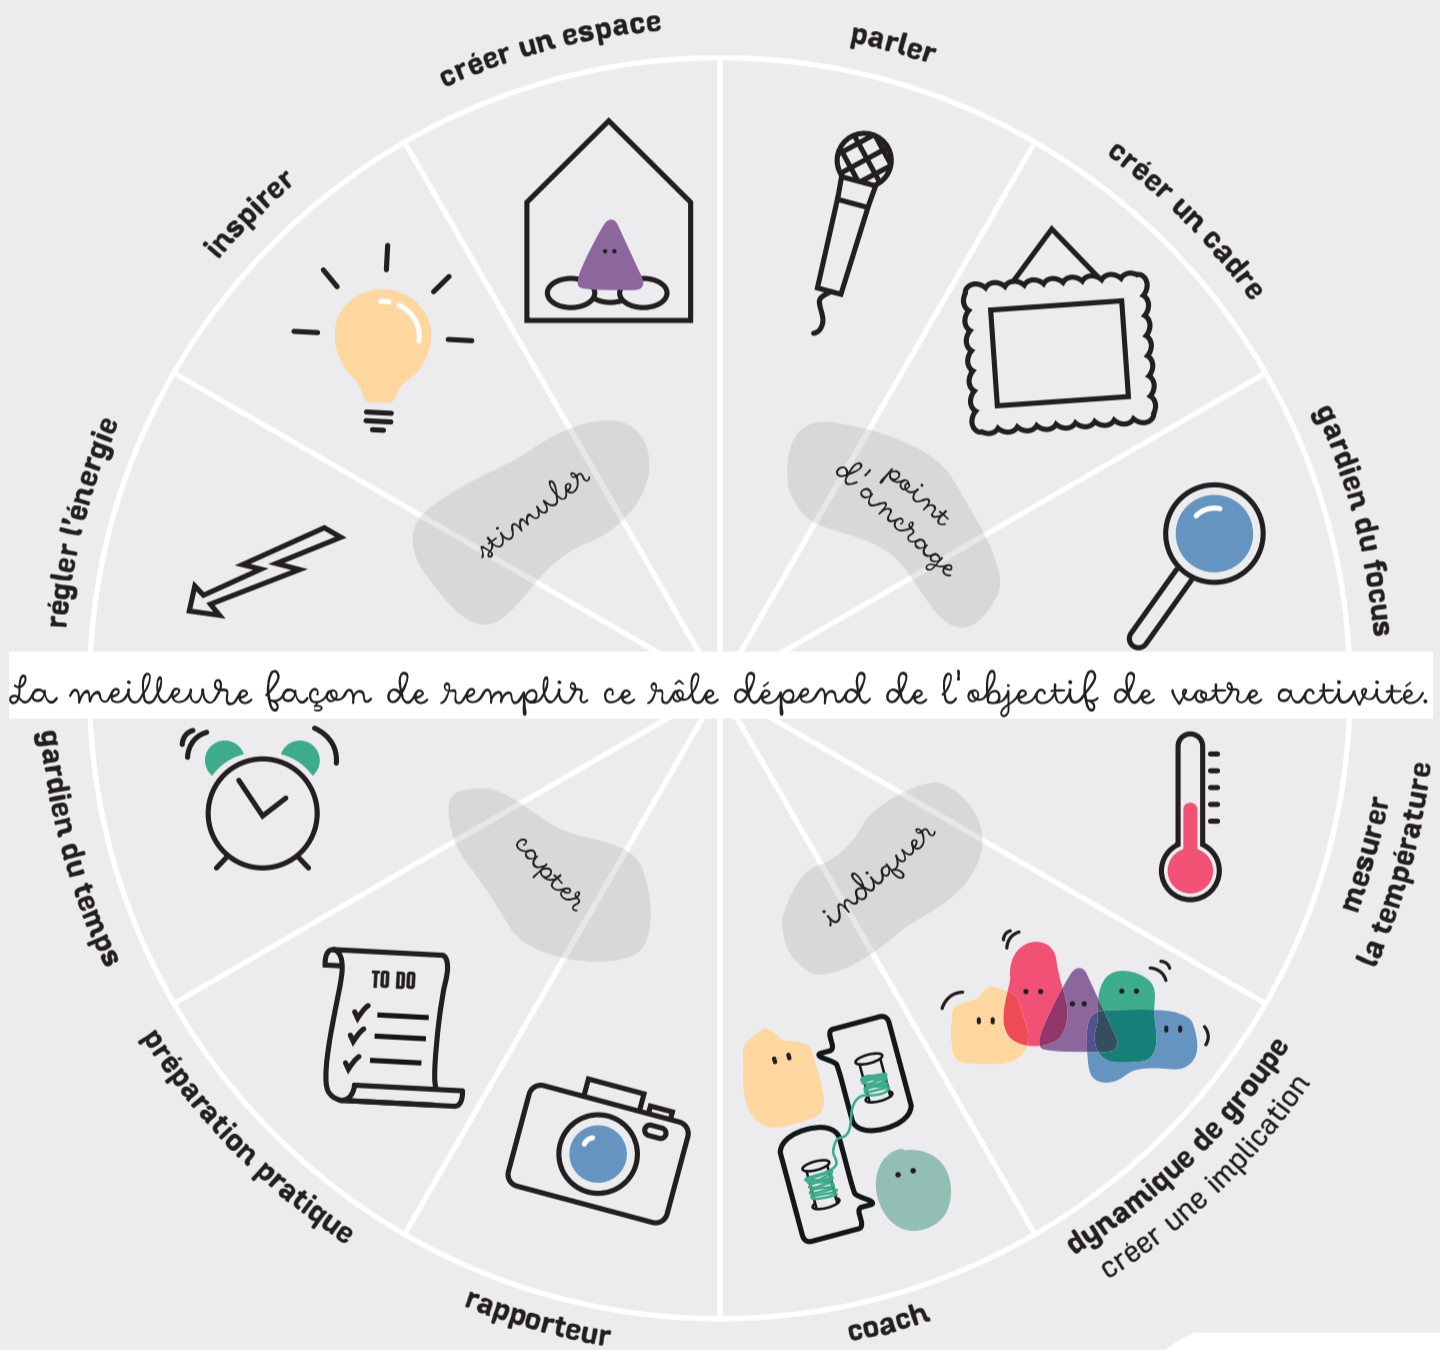 créer un espace
parler
inspirer
créer un cadre
régler l'énergie
gardien du focus
stimuler
point
d'ancrage
La meilleure façon de remplir ce rôle dépend de l'objectif de votre activité.
gardien du temps
mesurer
la température
capter
indiquer
TO DO
préparation pratique
dynamique de groupe
créer une implication
rapporteur
coach